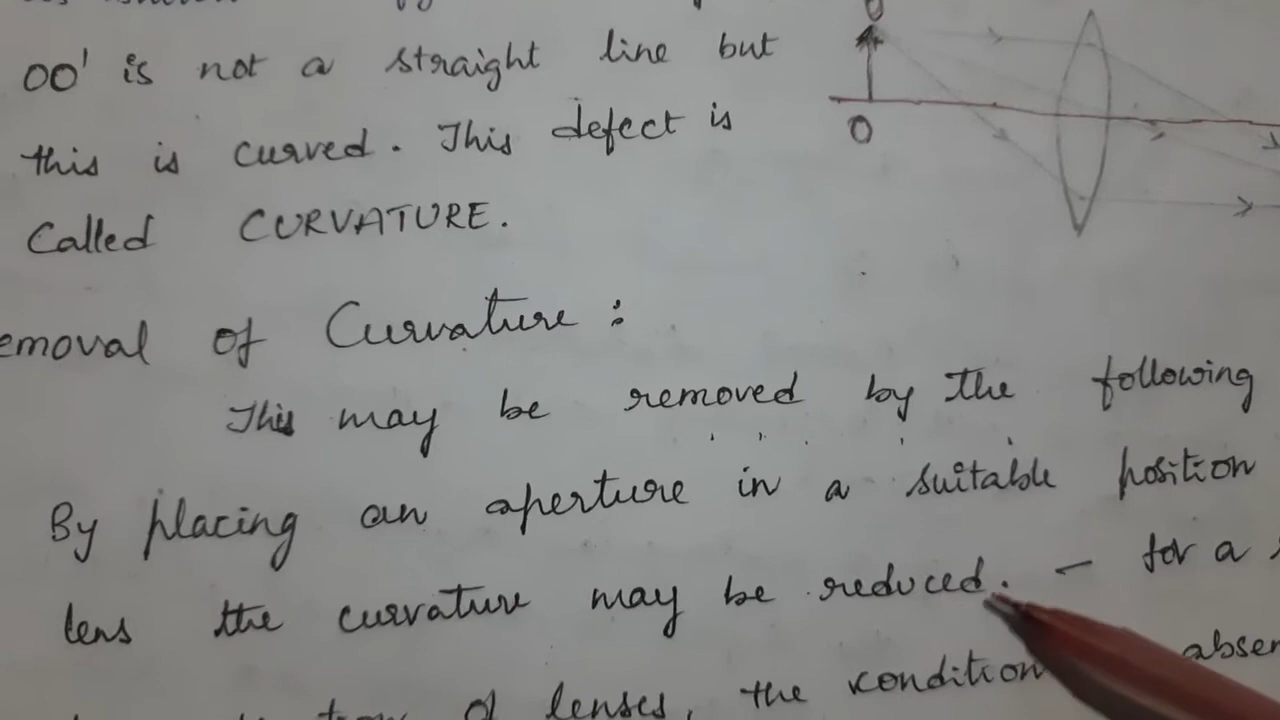 OO' is not a straight line but
this is curved. This defect is
Called CURVATURE.
O
emoval of Curvature :
This may be removed by the following
By placing an aperture in a suitable position
lens the curvature may be reduced. – for a
of lenses, the condition